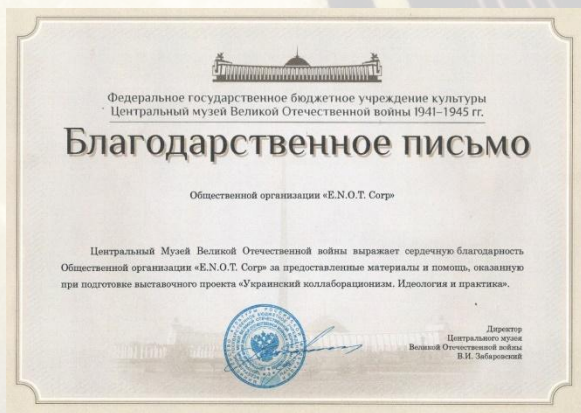 Федеральное государственное бюджетное учреждение культуры
Центральный музей Великой Отечественной войны 1941–1945 гг.
Благодарственное письмо
Общественной организации «E.N.O.T. Corp»
Центральный Музей Великой Отечественной войны выражает сердечную благодарность
Общественной организации «E.N.O.T. Corp» за предоставленные материалы и помощь, оказанную
при подготовке выставочного проекта «Украинский коллаборационизм. Идеология и практика».
Директор
Центрального музея
Великой Отечественной войны
В.И. Забаровский